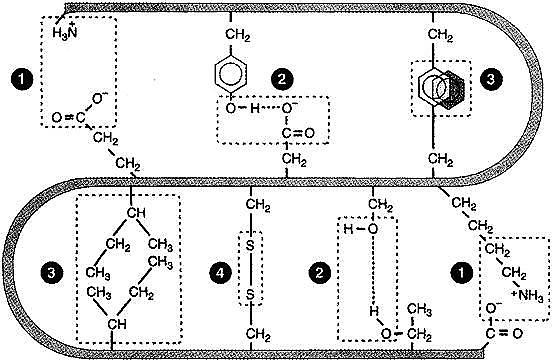 H₃N⁺
CH₂
CH₂
1
2
3
O=C
O⁻
O—H
O⁻
C=O
CH₂
CH₂
CH₂
CH₂
CH₂
CH
CH₂
CH₂
CH₂
CH₂
CH₃
CH₃
CH₃
CH₂
CH₃
CH
S
S
CH₂
H—O
H
O
CH₃
CH₂
CH₂
CH₂
⁺NH₃
O⁻
C=O
3
4
2
1